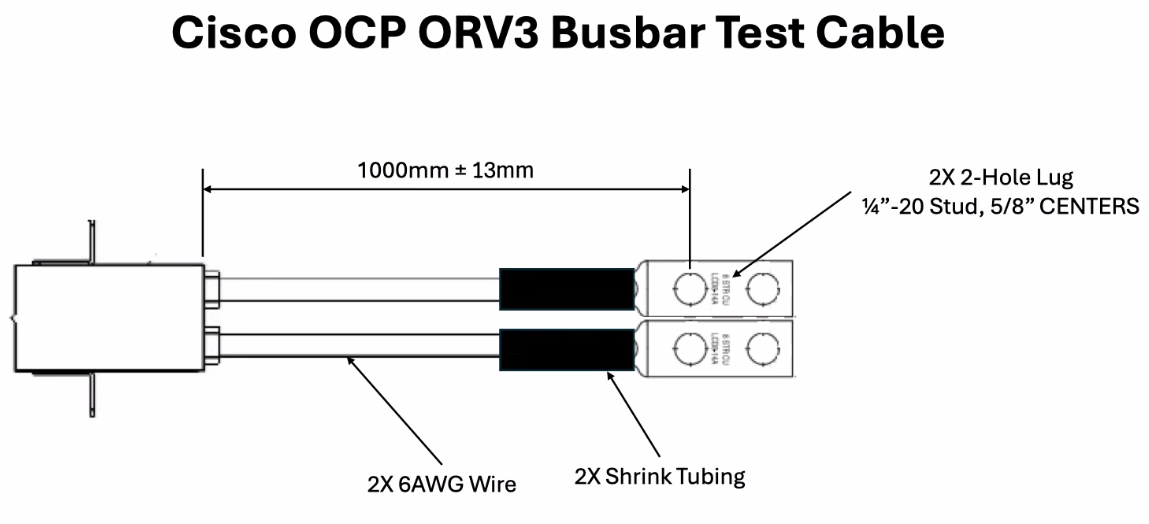 Cisco OCP ORV3 Busbar Test Cable
1000mm ± 13mm
2X 2-Hole Lug
¼”-20 Stud, 5/8” CENTERS
2X 6AWG Wire
2X Shrink Tubing